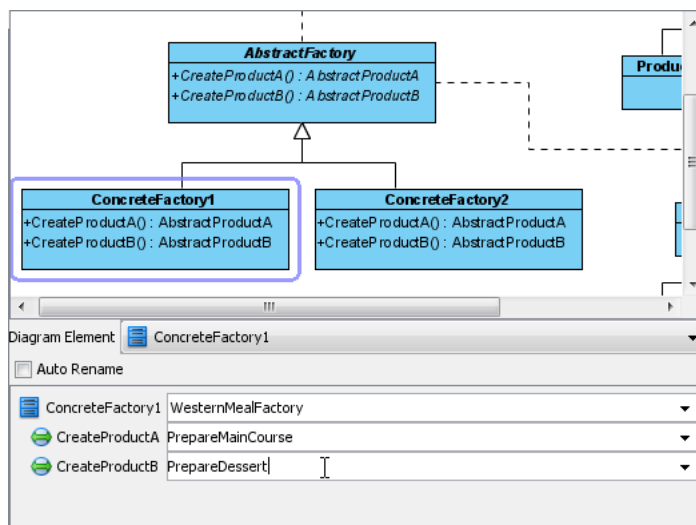 AbstractFactory
+CreateProductA() : AbstractProductA
+CreateProductB() : AbstractProductB
ConcreteFactory1
+CreateProductA() : AbstractProductA
+CreateProductB() : AbstractProductB
ConcreteFactory2
+CreateProductA() : AbstractProductA
+CreateProductB() : AbstractProductB
Diagram Element ConcreteFactory1
Auto Rename
ConcreteFactory1 WesternMealFactory
CreateProductA PrepareMainCourse
CreateProductB PrepareDessert